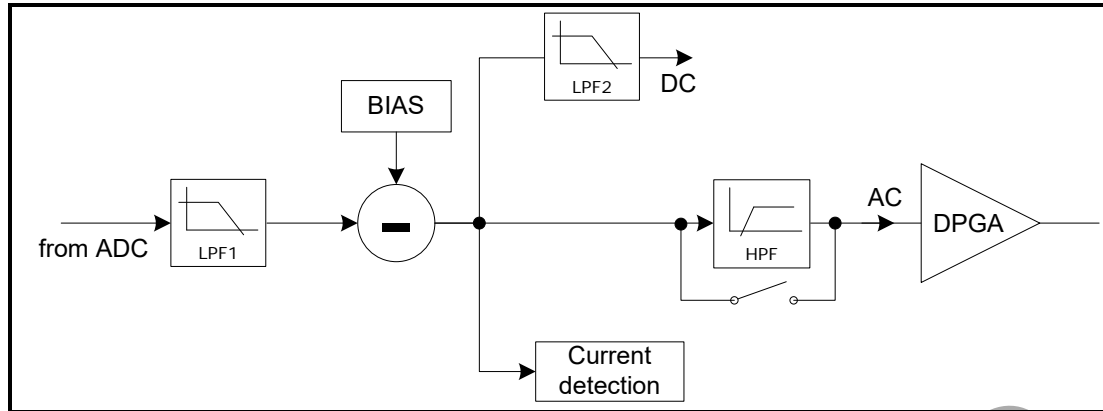 LPF2
DC
BIAS
from ADC
LPF1
HPF
AC
DPGA
Current
detection